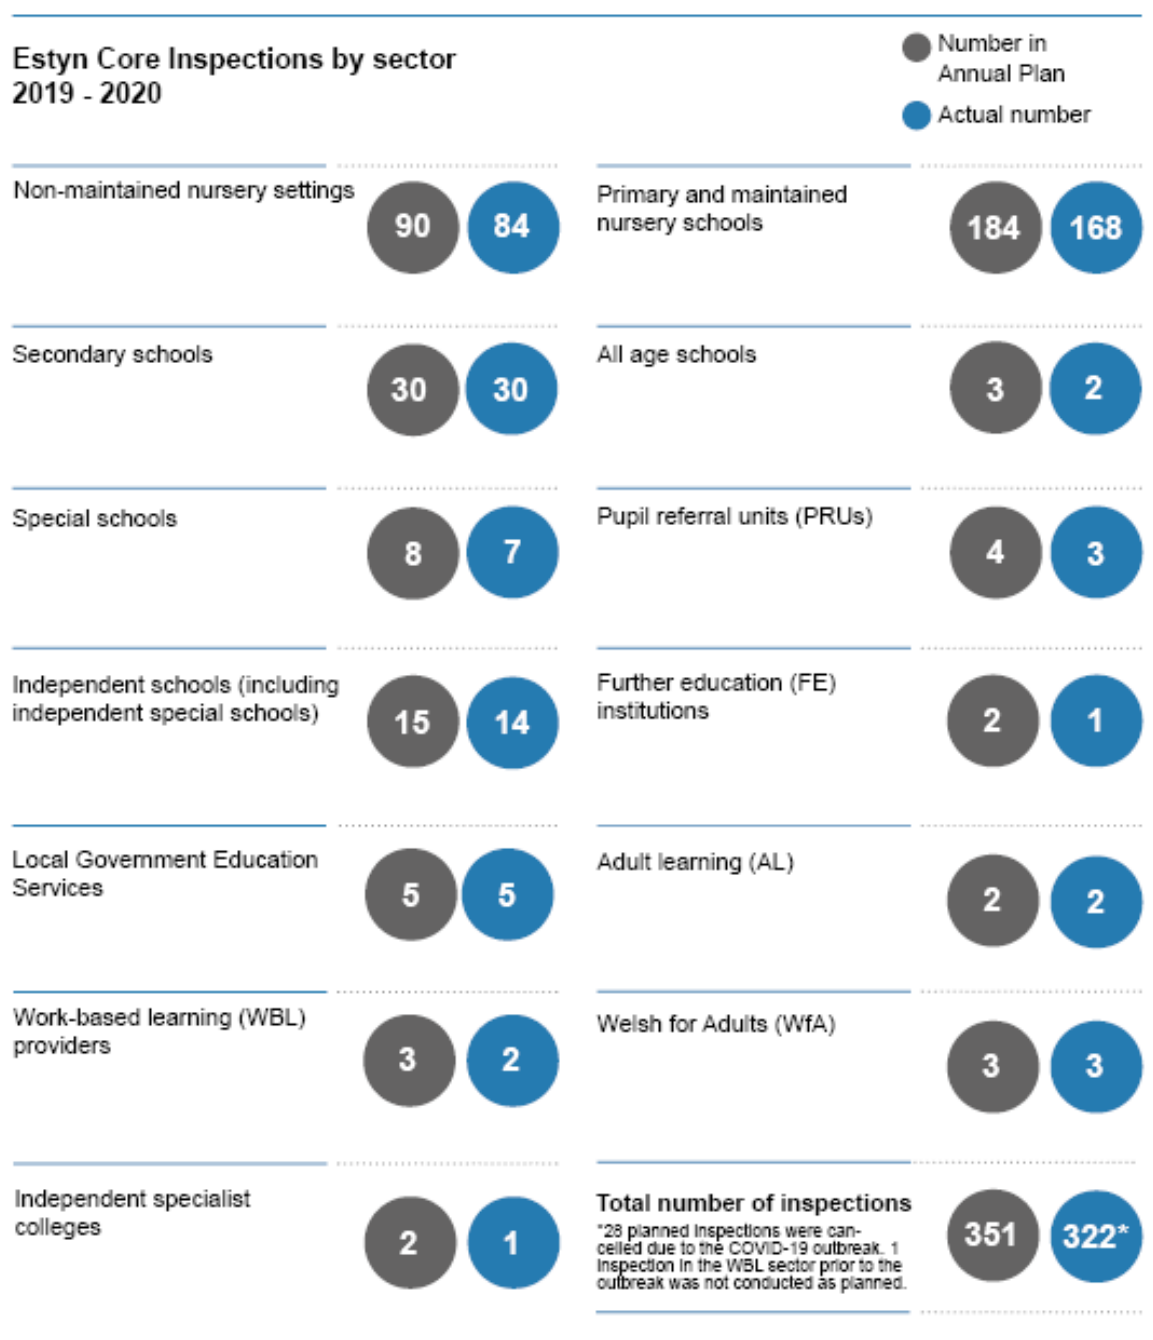 Estyn Core Inspections by sector
2019 - 2020
Number in
Annual Plan
Actual number
Non-maintained nursery settings
90 84
Primary and maintained
nursery schools
184 168
Secondary schools
30 30
All age schools
3 2
Special schools
8 7
Pupil referral units (PRUs)
4 3
Independent schools (including
independent special schools)
15 14
Further education (FE)
institutions
2 1
Local Government Education
Services
5 5
Adult learning (AL)
2 2
Work-based learning (WBL)
providers
3 2
Welsh for Adults (WfA)
3 3
Independent specialist
colleges
2 1
Total number of inspections
*28 planned inspections were can-
celled due to the COVID-19 outbreak. 1
inspection in the WBL sector prior to the
outbreak was not conducted as planned.
351 322*